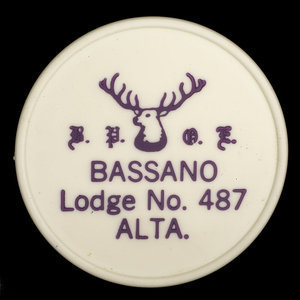 B. P. O. E.
BASSANO
Lodge No. 487
ALTA.